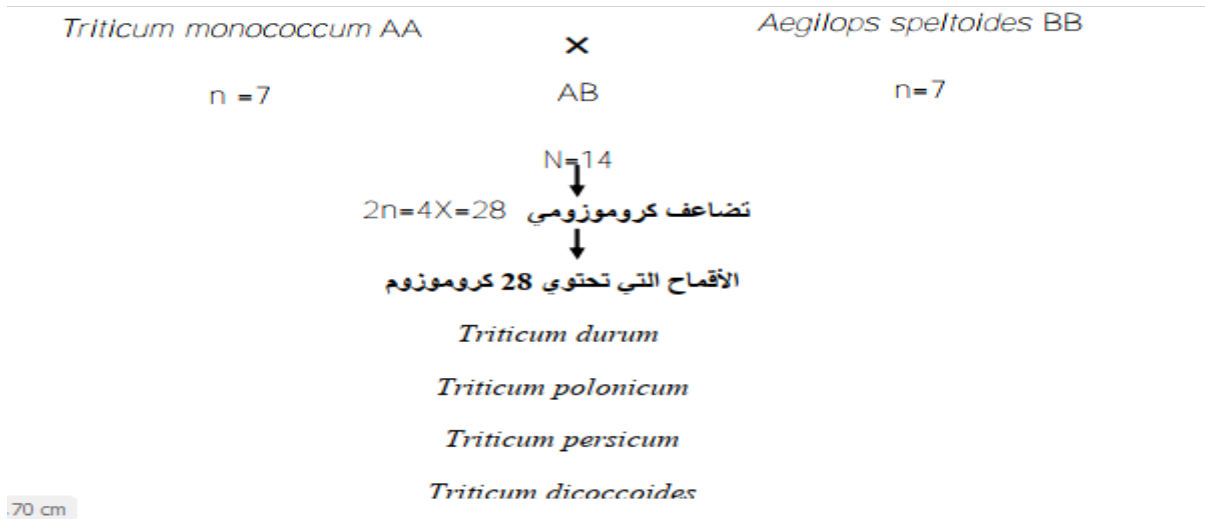 Triticum monococcum AA × Aegilops speltoides BB
n =7 AB n=7
N=14
تضاعف كروموزومي 2n=4X=28
الأقماح التي تحتوي 28 كروموزوم
Triticum durum
Triticum polonicum
Triticum persicum
Triticum dicoccoides
.70 cm